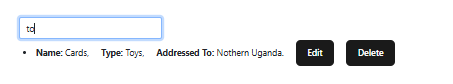 to
• Name: Cards, Type: Toys, Addressed To: Nothern Uganda. Edit Delete